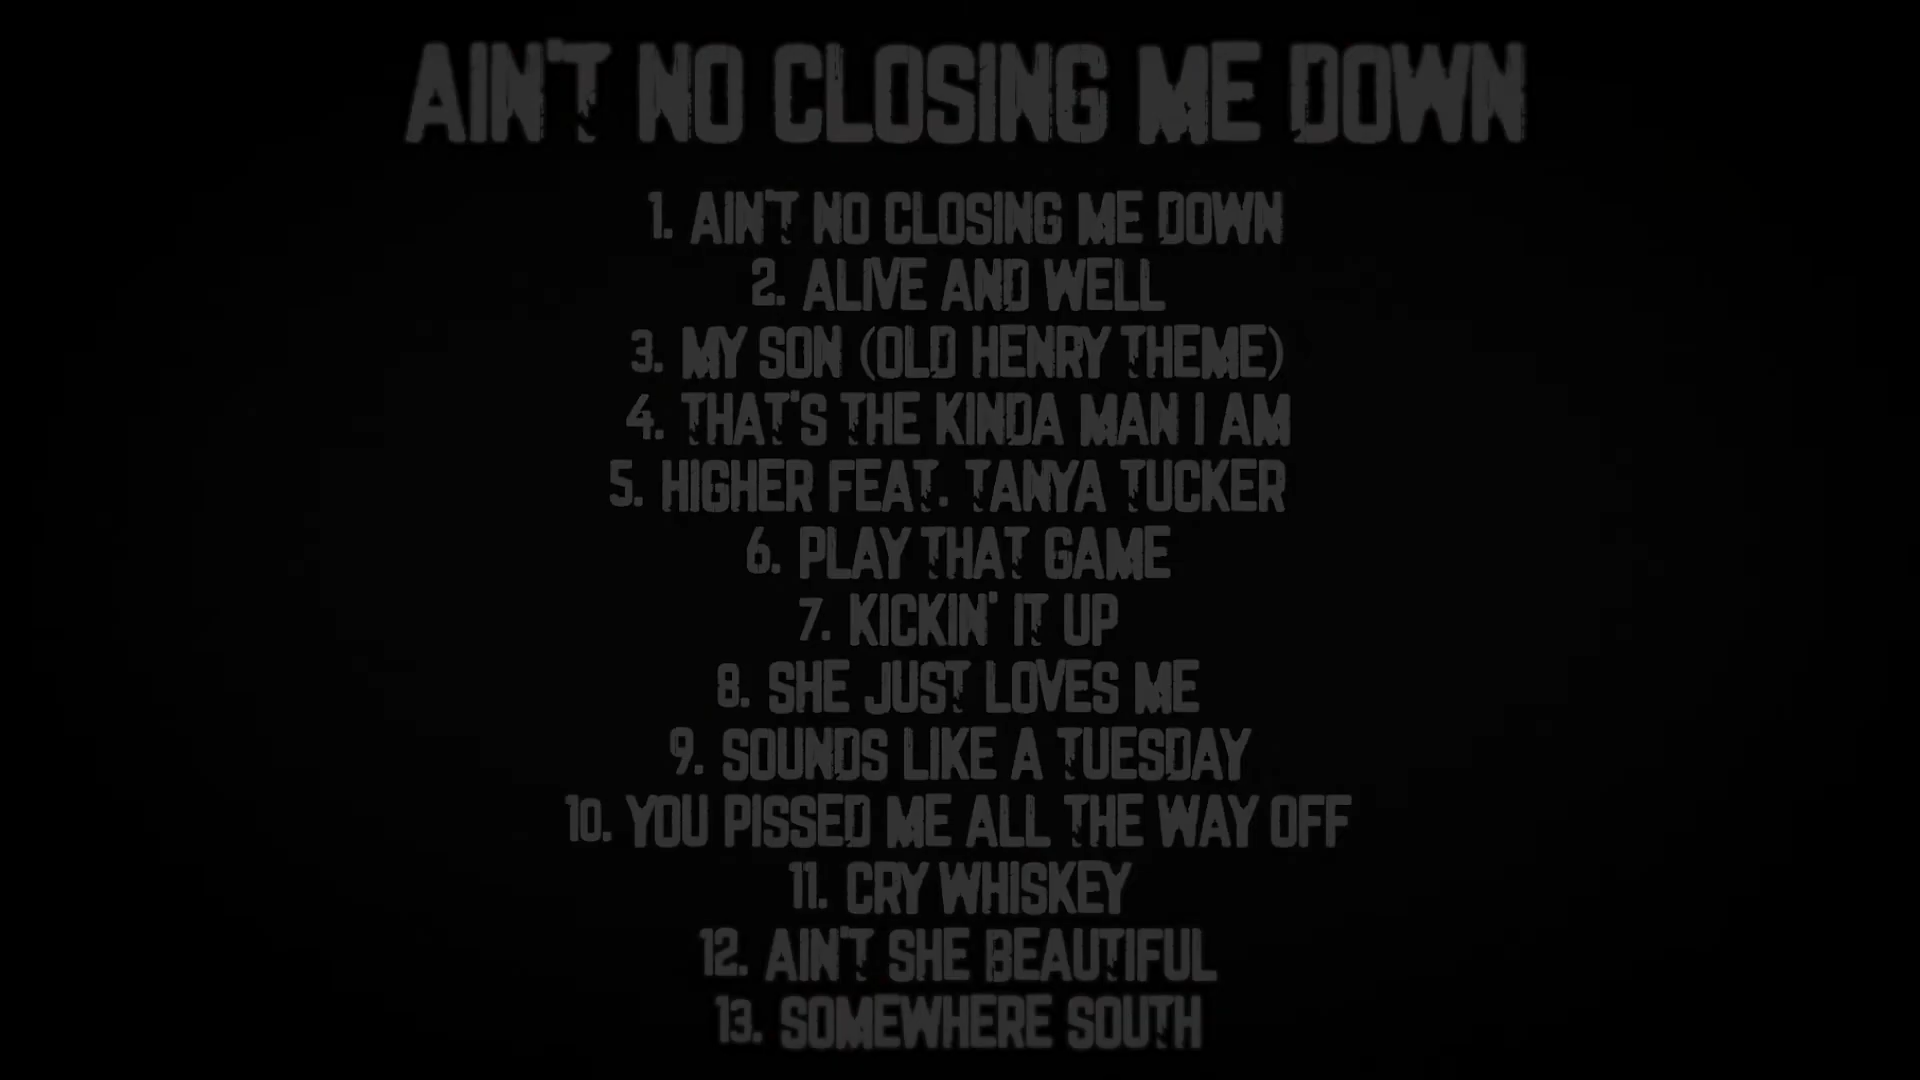 AIN'T NO CLOSING ME DOWN
1. AIN'T NO CLOSING ME DOWN
2. ALIVE AND WELL
3. MY SON (OLD HENRY THEME)
4. THAT'S THE KINDA MAN I AM
5. HIGHER FEAT. TANYA TUCKER
6. PLAY THAT GAME
7. KICKIN' IT UP
8. SHE JUST LOVES ME
9. SOUNDS LIKE A TUESDAY
10. YOU PISSED ME ALL THE WAY OFF
11. CRY WHISKEY
12. AIN'T SHE BEAUTIFUL
13. SOMEWHERE SOUTH